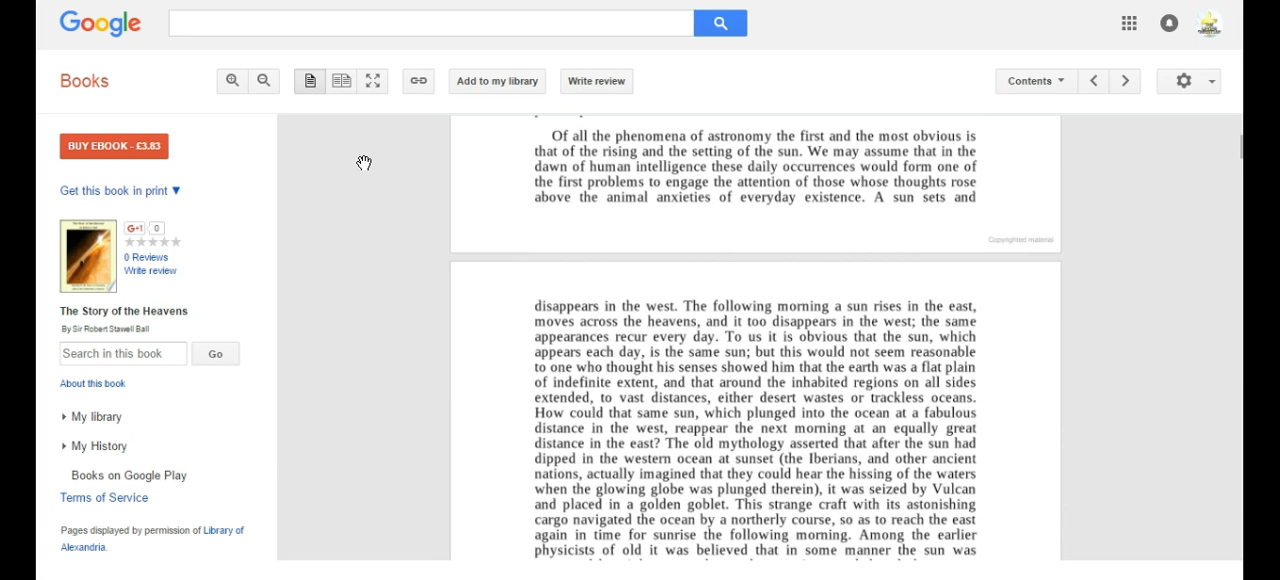 Google
Books
Add to my library
Write review
Contents
BUY EBOOK - £3.83
Get this book in print ▼
G+1 0
0 Reviews
Write review
The Story of the Heavens
By Sir Robert Stawell Ball
Search in this book
Go
About this book
My library
My History
Books on Google Play
Terms of Service
Pages displayed by permission of Library of
Alexandria.
Of all the phenomena of astronomy the first and the most obvious is
that of the rising and the setting of the sun. We may assume that in the
dawn of human intelligence these daily occurrences would form one of
the first problems to engage the attention of those whose thoughts rose
above the animal anxieties of everyday existence. A sun sets and
Copyrighted material
disappears in the west. The following morning a sun rises in the east,
moves across the heavens, and it too disappears in the west; the same
appearances recur every day. To us it is obvious that the sun, which
appears each day, is the same sun; but this would not seem reasonable
to one who thought his senses showed him that the earth was a flat plain
of indefinite extent, and that around the inhabited regions on all sides
extended, to vast distances, either desert wastes or trackless oceans.
How could that same sun, which plunged into the ocean at a fabulous
distance in the west, reappear the next morning at an equally great
distance in the east? The old mythology asserted that after the sun had
dipped in the western ocean at sunset (the Iberians, and other ancient
nations, actually imagined that they could hear the hissing of the waters
when the glowing globe was plunged therein), it was seized by Vulcan
and placed in a golden goblet. This strange craft with its astonishing
cargo navigated the ocean by a northerly course, so as to reach the east
again in time for sunrise the following morning. Among the earlier
physicists of old it was believed that in some manner the sun was